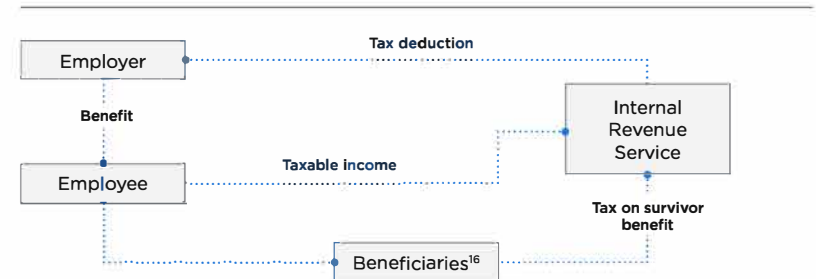 Tax deduction
Employer
Benefit
Internal
Revenue
Service
Taxable income
Employee
Tax on survivor
benefit
Beneficiaries¹⁶